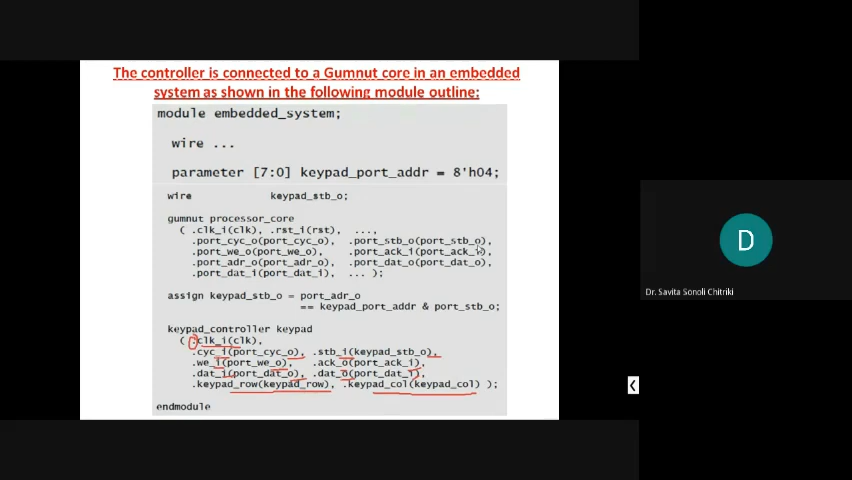 The controller is connected to a Gumnut core in an embedded
system as shown in the following module outline:
module embedded_system;
wire ...
parameter [7:0] keypad_port_addr = 8'h04;
wire keypad_stb_o;
gumnut processor_core
( .clk_i(clk), .rst_i(rst), ...,
.port_cyc_o(port_cyc_o), .port_stb_o(port_stb_o),
.port_we_o(port_we_o), .port_ack_i(port_ack_i),
.port_adr_o(port_adr_o), .port_dat_o(port_dat_o),
.port_dat_i(port_dat_i), ... );
assign keypad_stb_o = port_adr_o
== keypad_port_addr & port_stb_o;
keypad_controller keypad
( .clk_i(clk),
.cyc_i(port_cyc_o), .stb_i(keypad_stb_o),
.we_i(port_we_o), .ack_o(port_ack_i),
.dat_i(port_dat_o), .dat_o(port_dat_i),
.keypad_row(keypad_row), .keypad_col(keypad_col) );
endmodule
D
Dr. Savita Sonoli Chitriki